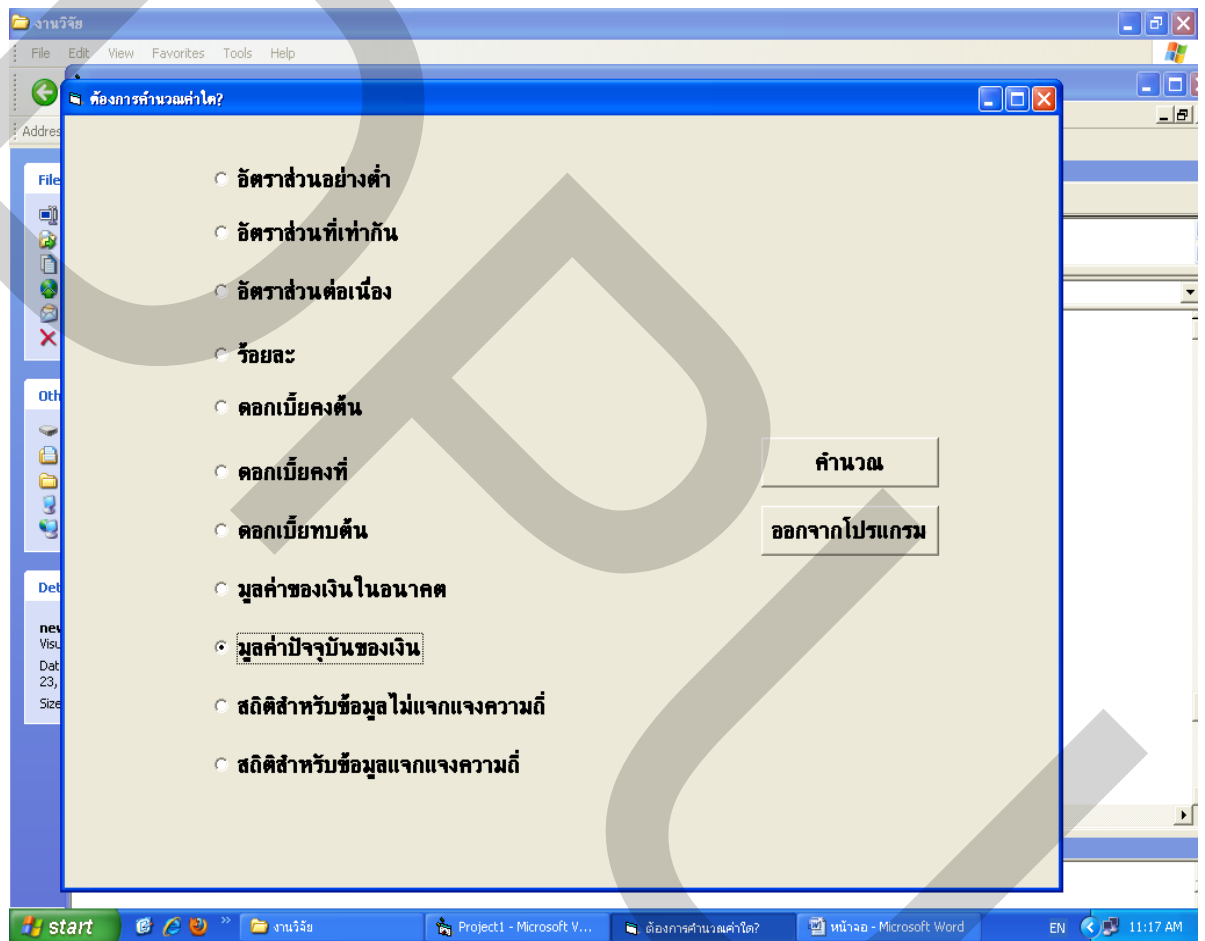 งานวิจัย
File Edit View Favorites Tools Help
ต้องการคำนวณค่าใด?
Addres
File
อัตราส่วนอย่างต่ำ
อัตราส่วนที่เท่ากัน
อัตราส่วนต่อเนื่อง
ร้อยละ
Oth
ดอกเบี้ยคงต้น
ดอกเบี้ยคงที่
คำนวณ
ดอกเบี้ยทบต้น
ออกจากโปรแกรม
Det
มูลค่าของเงินในอนาคต
new
Visu
มูลค่าปัจจุบันของเงิน
Dat
23,
Size
สถิติสำหรับข้อมูลไม่แจกแจงความถี่
สถิติสำหรับข้อมูลแจกแจงความถี่
start งานวิจัย Project1 - Microsoft V... ต้องการคำนวณค่าใด? หน้าจอ - Microsoft Word EN 11:17 AM